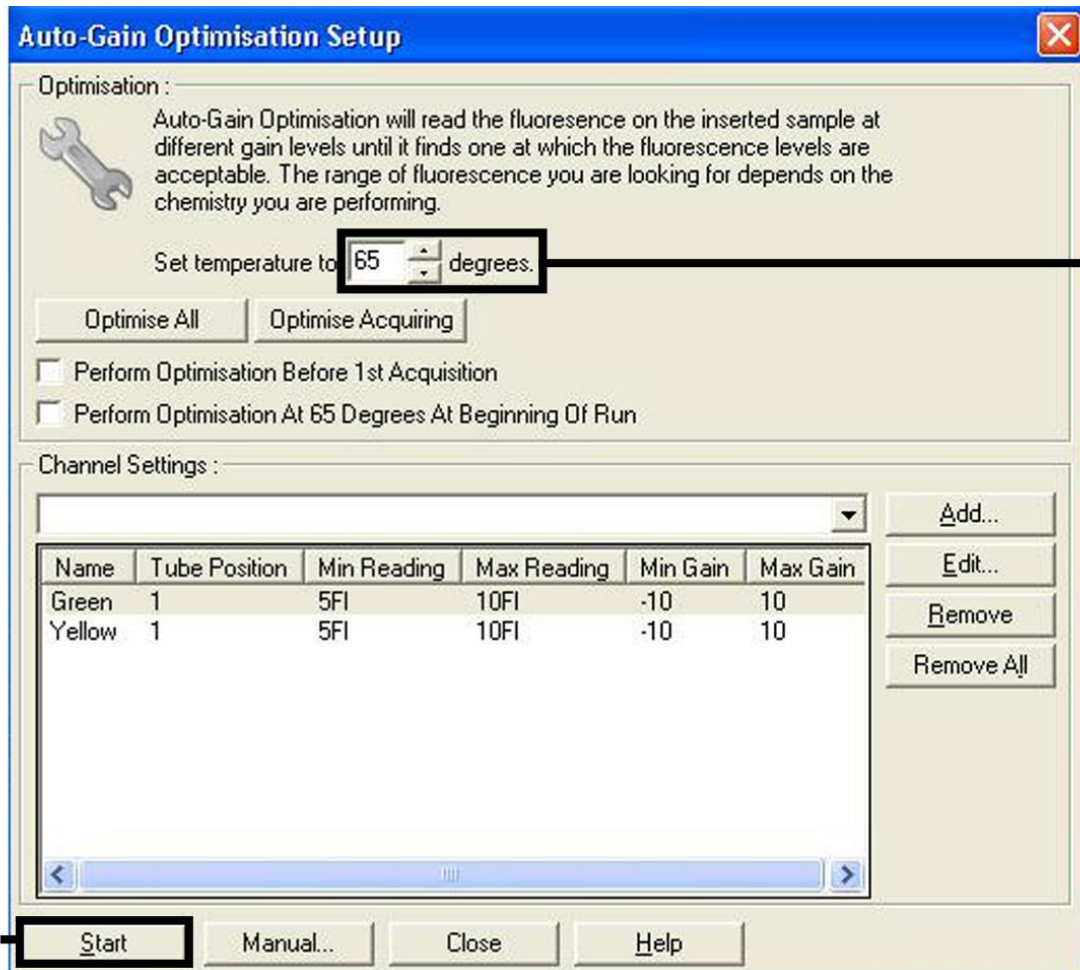 Auto-Gain Optimisation Setup
Optimisation :
Auto-Gain Optimisation will read the fluoresence on the inserted sample at
different gain levels until it finds one at which the fluorescence levels are
acceptable. The range of fluorescence you are looking for depends on the
chemistry you are performing.
Set temperature to 65 degrees.
Optimise All Optimise Acquiring
Perform Optimisation Before 1st Acquisition
Perform Optimisation At 65 Degrees At Beginning Of Run
Channel Settings :
Add...
Name Tube Position Min Reading Max Reading Min Gain Max Gain
Edit...
Green 1 5Fl 10Fl -10 10
Yellow 1 5Fl 10Fl -10 10
Remove
Remove All
Start Manual... Close Help